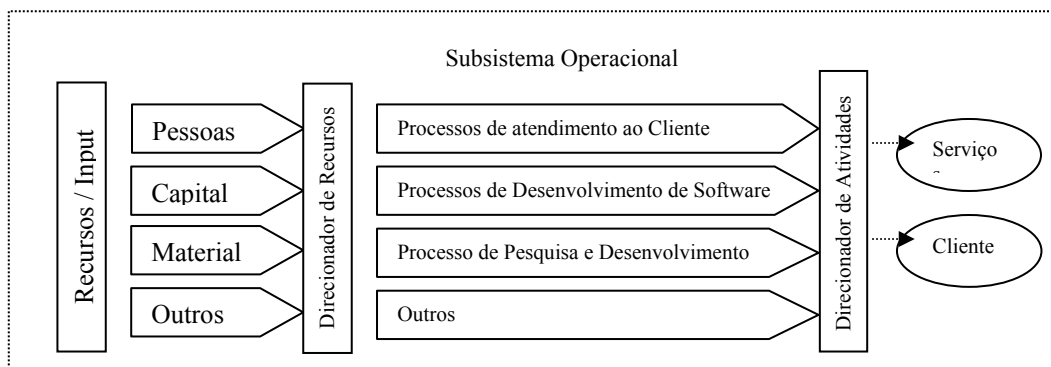 Subsistema Operacional
Recursos / Input
Pessoas
Capital
Material
Outros
Direcionador de Recursos
Processos de atendimento ao Cliente
Processos de Desenvolvimento de Software
Processo de Pesquisa e Desenvolvimento
Outros
Direcionador de Atividades
Serviço
Cliente